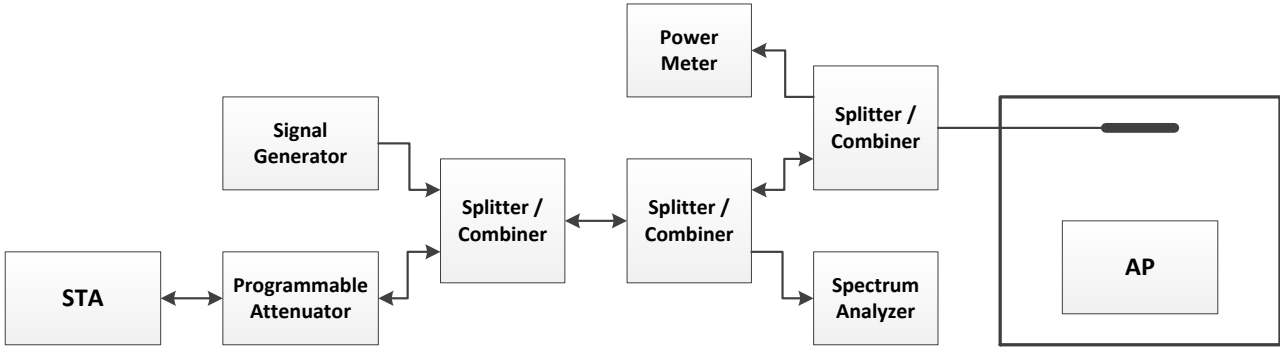 Power
Meter
Splitter /
Combiner
Signal
Generator
Splitter /
Combiner
Splitter /
Combiner
STA
Programmable
Attenuator
Spectrum
Analyzer
AP